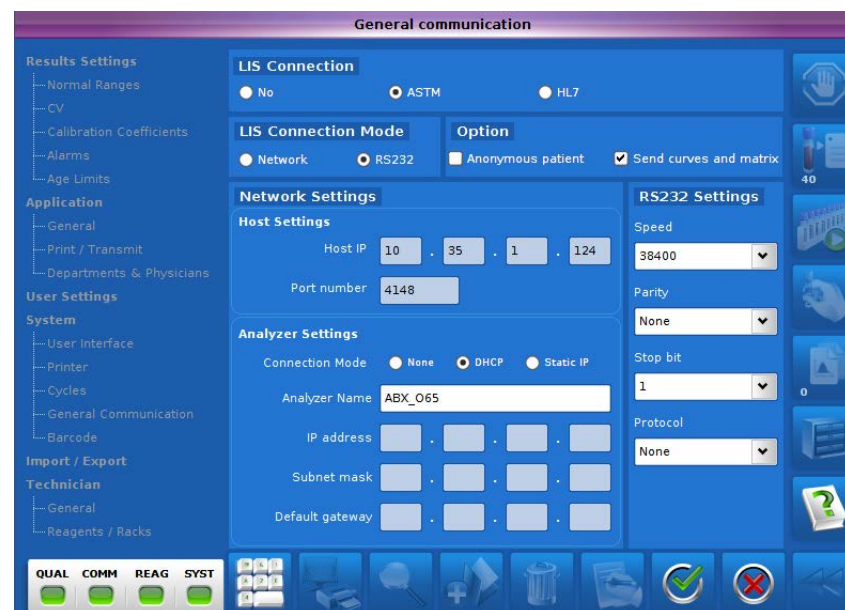 General communication
Results Settings
Normal Ranges
CV
Calibration Coefficients
Alarms
Age Limits
Application
General
Print / Transmit
Departments & Physicians
User Settings
System
User Interface
Printer
Cycles
General Communication
Barcode
Import / Export
Technician
General
Reagents / Racks
QUAL COMM REAG SYST
LIS Connection
No ASTM HL7
LIS Connection Mode
Network RS232
Option
Anonymous patient Send curves and matrix
Network Settings
Host Settings
Host IP 10 . 35 . 1 . 124
Port number 4148
Analyzer Settings
Connection Mode None DHCP Static IP
Analyzer Name ABX_O65
IP address . . .
Subnet mask . . .
Default gateway . . .
RS232 Settings
Speed
38400
Parity
None
Stop bit
1
Protocol
None
40
0
?